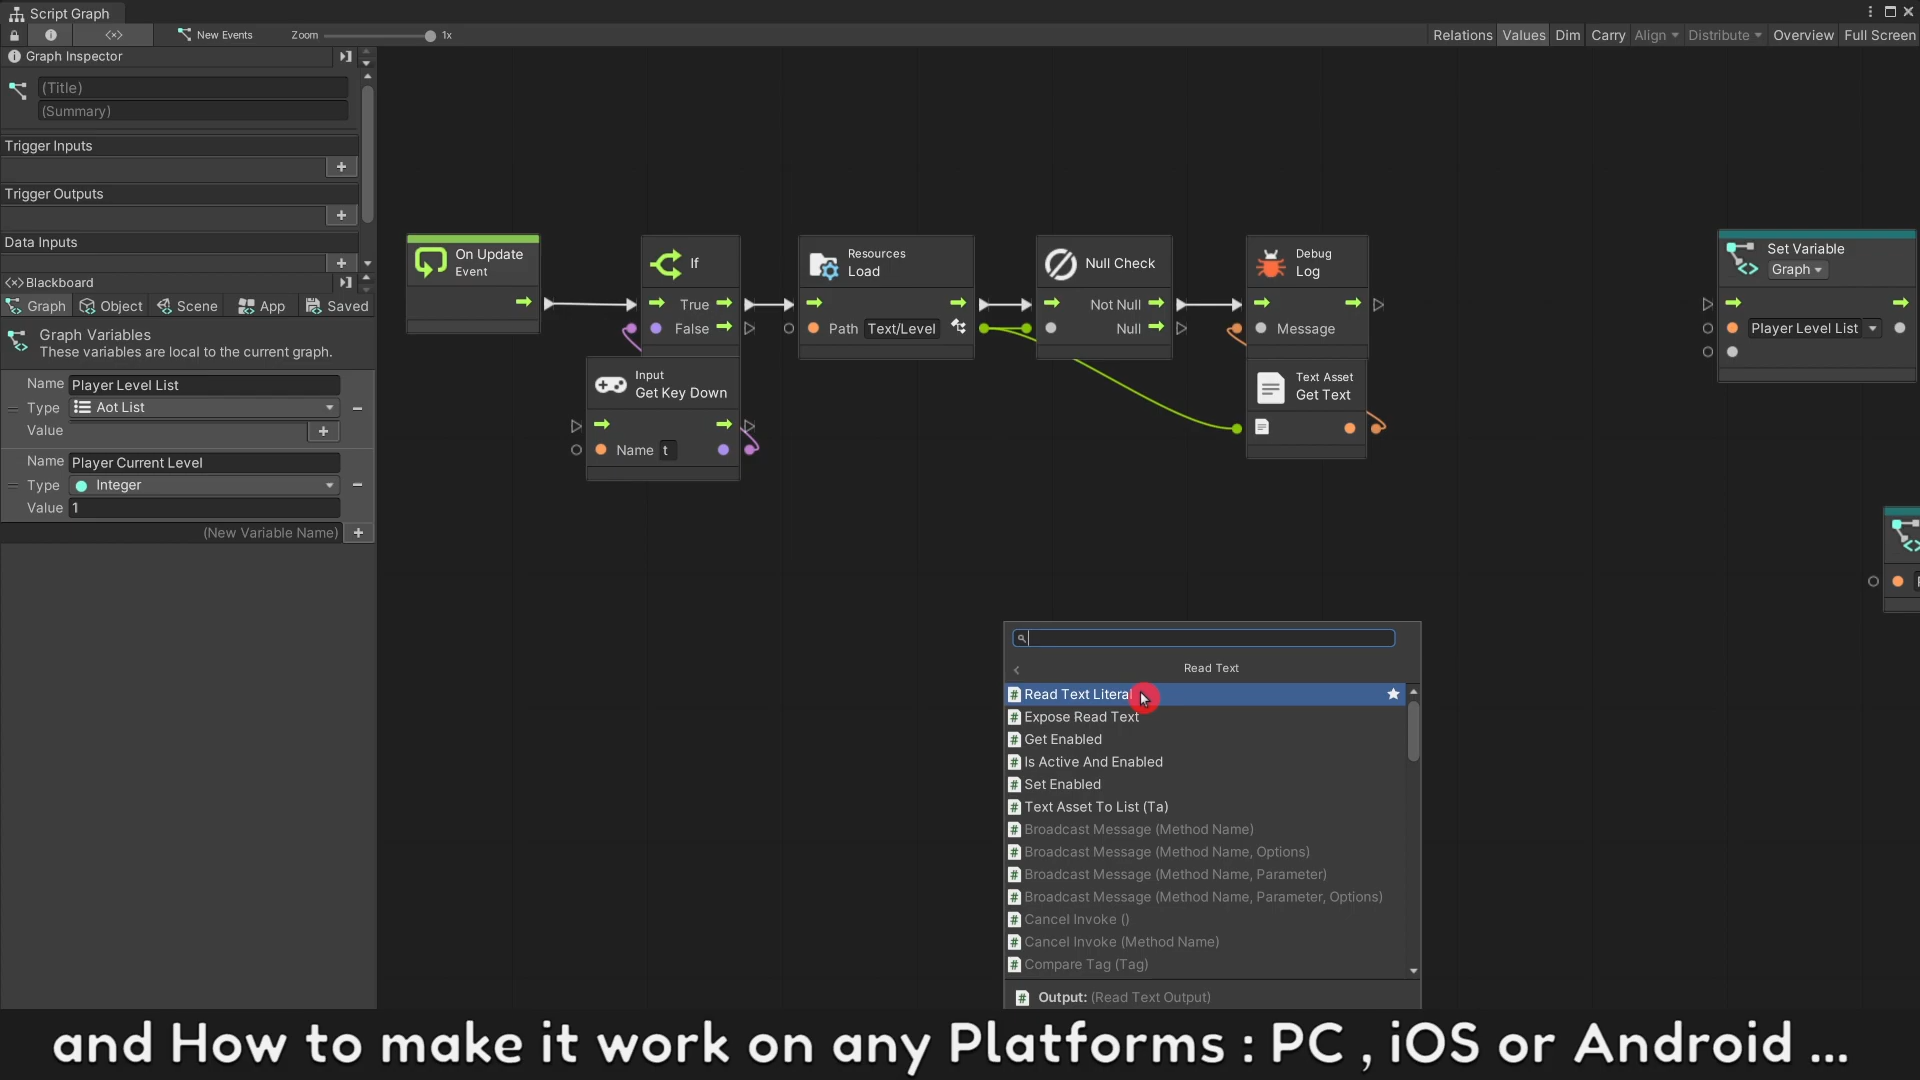 Script Graph
New Events
Zoom
1x
Relations
Values
Dim
Carry
Align
Distribute
Overview
Full Screen
Graph Inspector
(Title)
(Summary)
Trigger Inputs
Trigger Outputs
Data Inputs
Blackboard
Graph
Object
Scene
App
Saved
Graph Variables
These variables are local to the current graph.
Name Player Level List
Type Aot List
Value
Name Player Current Level
Type Integer
Value 1
(New Variable Name)
On Update
Event
If
True
False
Input
Get Key Down
Name t
Resources
Load
Path Text/Level
Null Check
Not Null
Null
Debug
Log
Message
Text Asset
Get Text
Set Variable
Graph
Player Level List
Read Text
Read Text Literal
Expose Read Text
Get Enabled
Is Active And Enabled
Set Enabled
Text Asset To List (Ta)
Broadcast Message (Method Name)
Broadcast Message (Method Name, Options)
Broadcast Message (Method Name, Parameter)
Broadcast Message (Method Name, Parameter, Options)
Cancel Invoke ()
Cancel Invoke (Method Name)
Compare Tag (Tag)
Output: (Read Text Output)
and How to make it work on any Platforms : PC , iOS or Android ...